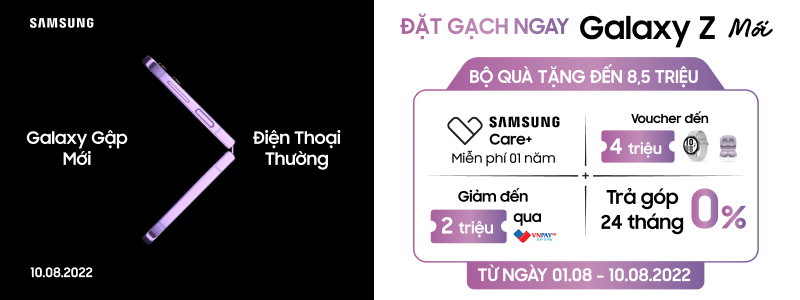 SAMSUNG
Galaxy Gập
Mới
Điện Thoại
Thường
10.08.2022
ĐẶT GẠCH NGAY Galaxy Z Mới
BỘ QUÀ TẶNG ĐẾN 8,5 TRIỆU
SAMSUNG
Care+
Miễn phí 01 năm
Voucher đến
4 triệu
+
Giảm đến
2 triệu
qua
VNPAY
Trả góp
24 tháng
0%
TỪ NGÀY 01.08 – 10.08.2022